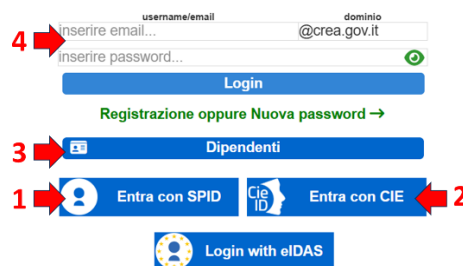 username/email dominio
4 inserire email... @crea.gov.it
inserire password...
Login
Registrazione oppure Nuova password →
3 Dipendenti
1 Entra con SPID Cie ID Entra con CIE 2
Login with eIDAS